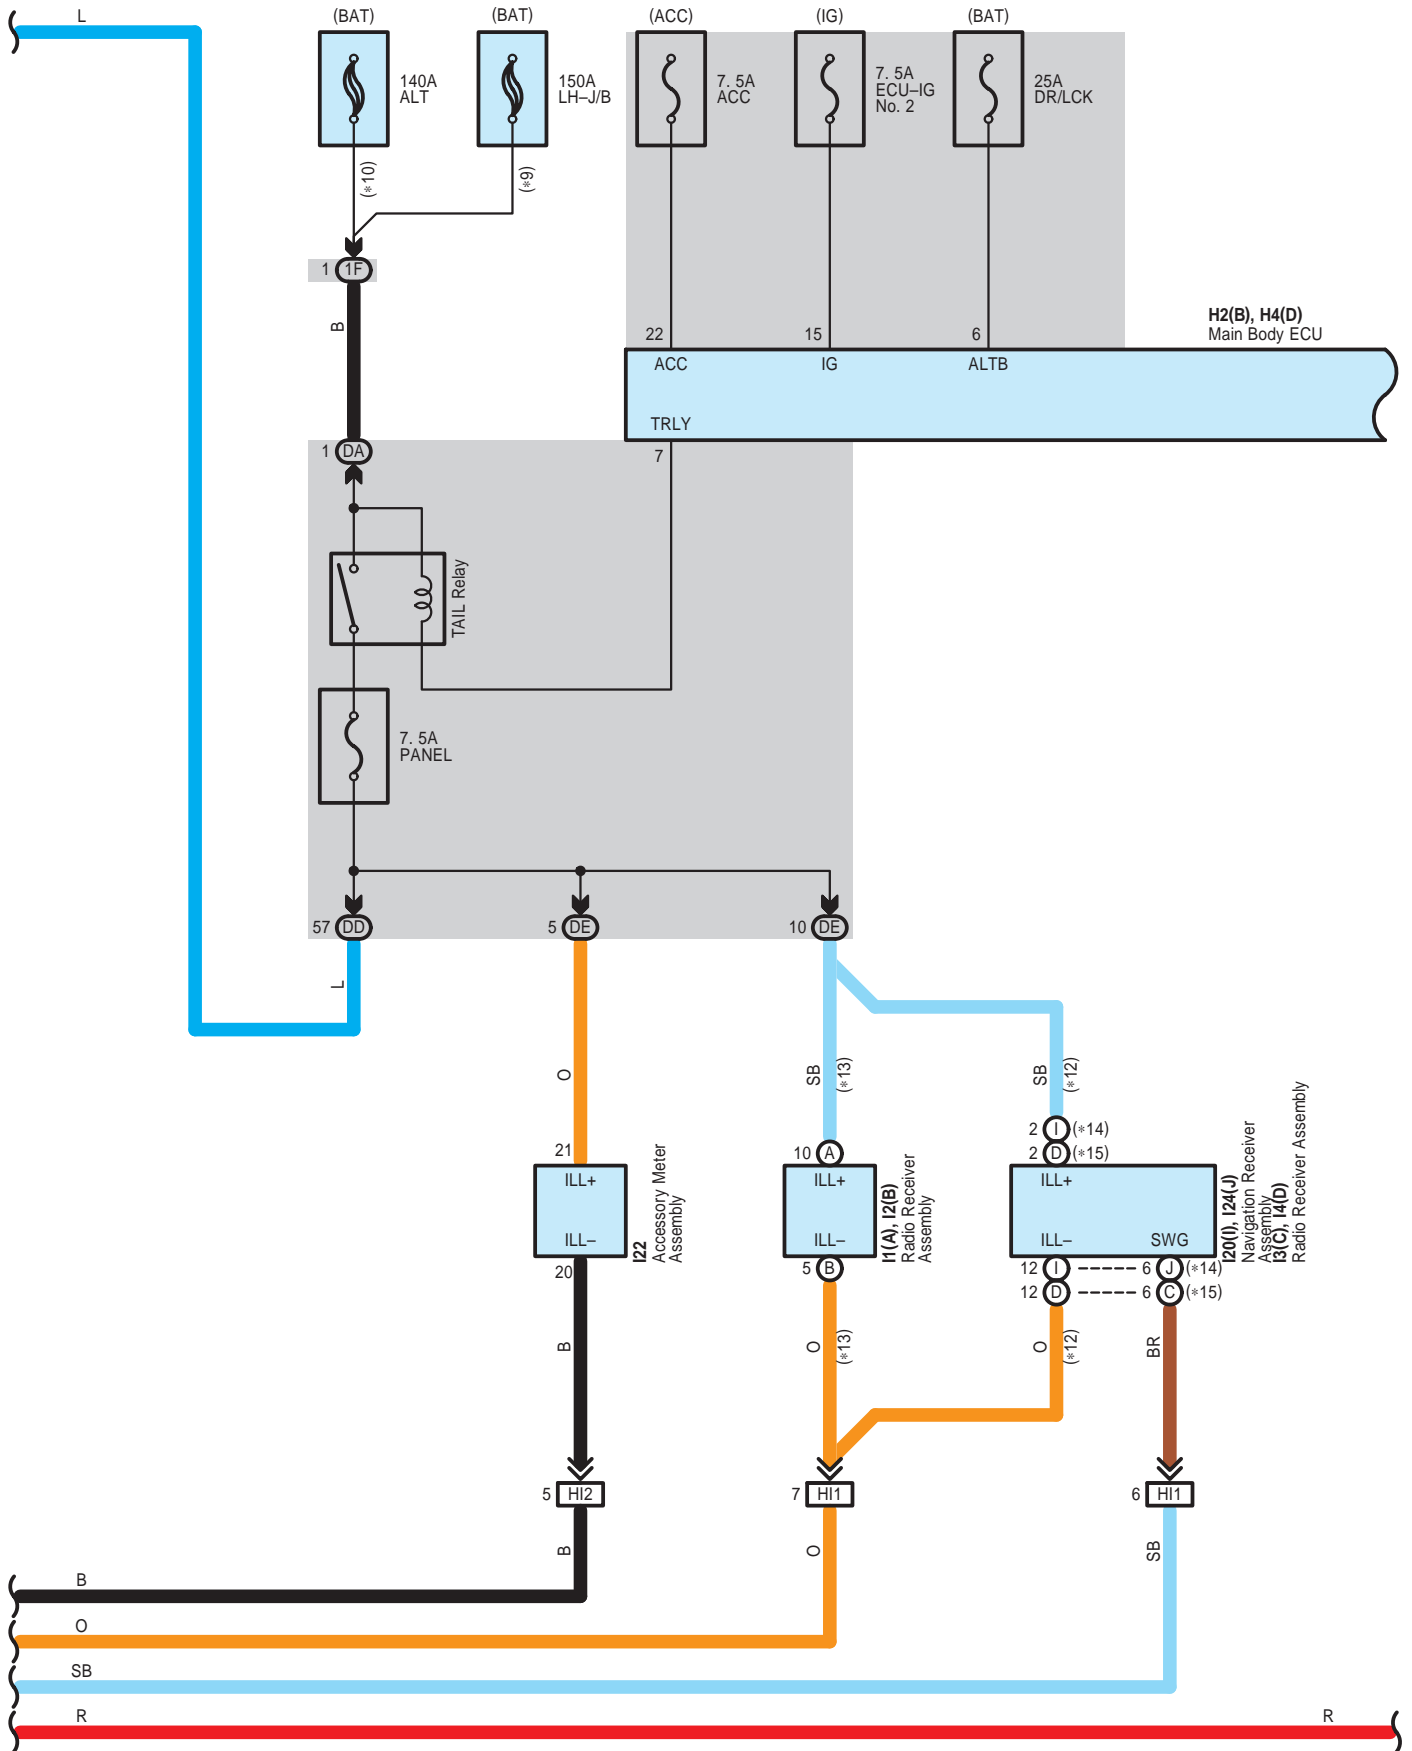 L
(BAT)
(BAT)
(ACC)
(IG)
(BAT)
140A
ALT
150A
LH–J/B
7. 5A
ACC
7. 5A
ECU–IG
No. 2
25A
DR/LCK
(*10)
(*9)
1 1F
B
22
15
6
H2(B), H4(D)
Main Body ECU
ACC
IG
ALTB
TRLY
7
1 DA
TAIL Relay
7. 5A
PANEL
57 DD
5 DE
10 DE
L
O
SB
(*13)
SB
(*12)
21
10 A
2 I (*14)
2 D (*15)
ILL+
ILL–
I22
Accessory Meter
Assembly
ILL+
ILL–
I1(A), I2(B)
Radio Receiver
Assembly
ILL+
ILL–
SWG
I20(I), I24(J)
Navigation Receiver
Assembly
I3(C), I4(D)
Radio Receiver Assembly
20
5 B
12 I
6 J (*14)
12 D
6 C (*15)
B
O
(*13)
O
(*12)
BR
5 HI2
7 HI1
6 HI1
B
O
SB
B
O
SB
R
R